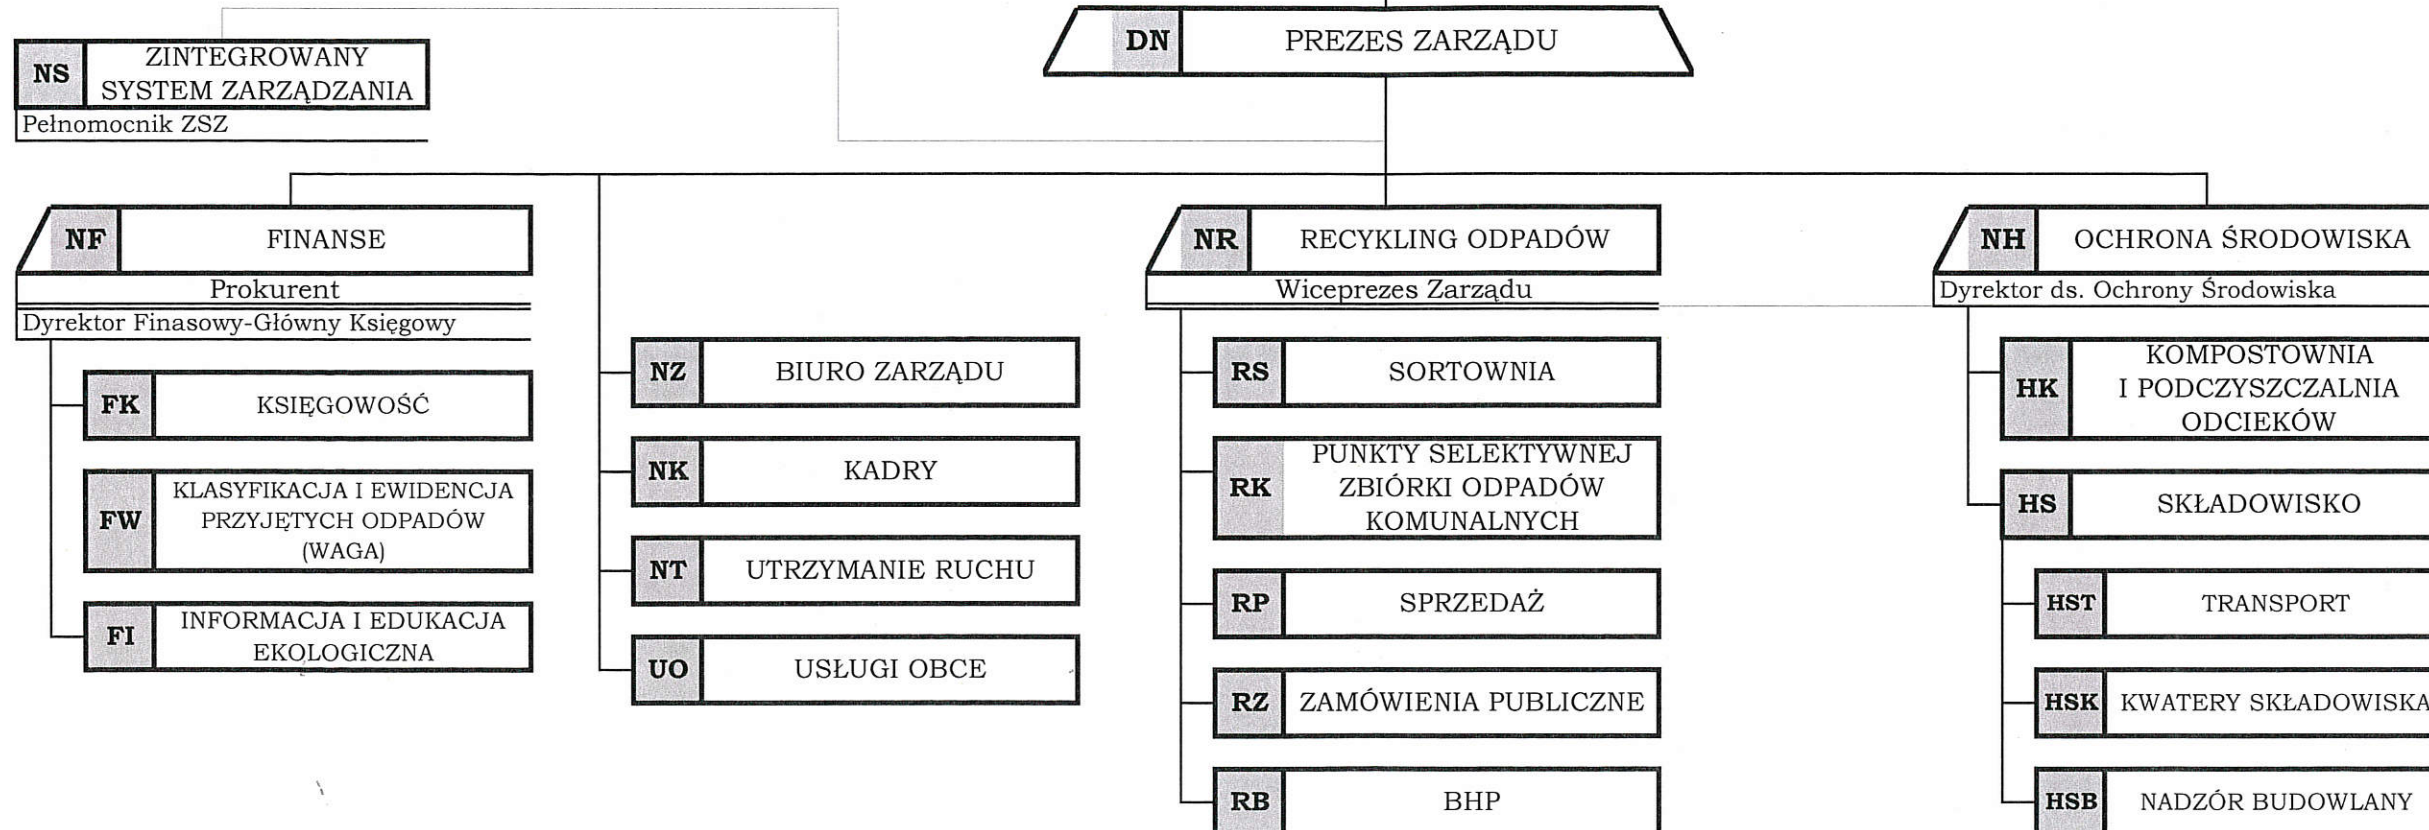 DN PREZES ZARZĄDU
NS ZINTEGROWANY
SYSTEM ZARZĄDZANIA
Pełnomocnik ZSZ
NF FINANSE
Prokurent
Dyrektor Finasowy-Główny Księgowy
FK KSIĘGOWOŚĆ
FW KLASYFIKACJA I EWIDENCJA
PRZYJĘTYCH ODPADÓW
(WAGA)
FI INFORMACJA I EDUKACJA
EKOLOGICZNA
NZ BIURO ZARZĄDU
NK KADRY
NT UTRZYMANIE RUCHU
UO USŁUGI OBCE
NR RECYKLING ODPADÓW
Wiceprezes Zarządu
RS SORTOWNIA
RK PUNKTY SELEKTYWNEJ
ZBIÓRKI ODPADÓW
KOMUNALNYCH
RP SPRZEDAŻ
RZ ZAMÓWIENIA PUBLICZNE
RB BHP
NH OCHRONA ŚRODOWISKA
Dyrektor ds. Ochrony Środowiska
HK KOMPOSTOWNIA
I PODCZYSZCZALNIA
ODCIEKÓW
HS SKŁADOWISKO
HST TRANSPORT
HSK KWATERY SKŁADOWISKA
HSB NADZÓR BUDOWLANY